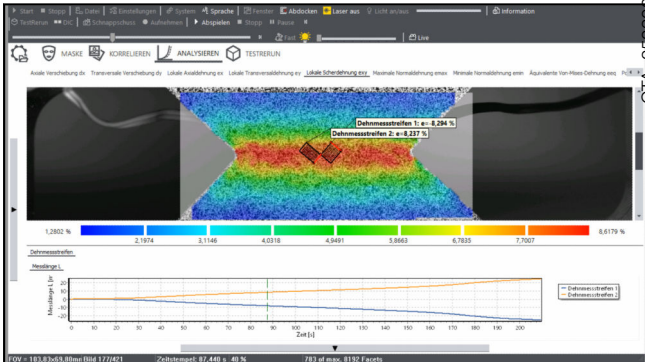 Start Stopp Datei Einstellungen System Sprache Fenster Abdocken Laser aus Licht an/aus Information
TestRerun DIC Schnappschuss Aufnehmen Abspielen Stopp Pause
Fast Live
MASKE KORRELIEREN ANALYSIEREN TESTRERUN
Axiale Verschiebung dx Transversale Verschiebung dy Lokale Axialdehnung ex Lokale Transversaldehnung ey Lokale Scherdehnung exy Maximale Normaldehnung emax Minimale Normaldehnung emin Äquivalente Von-Mises-Dehnung eeq
Dehnmessstreifen 1: e=-8,294 %
Dehnmessstreifen 2: e=8,237 %
1,2802 % 8,6179 %
2,1974 3,1146 4,0318 4,9491 5,8663 6,7835 7,7007
Dehnmessstreifen
Messlänge L
Messlänge L
20
10
0
-10
-20
0 10 20 30 40 50 60 70 80 90 100 110 120 130 140 150 160 170 180 190 200
Zeit [s]
Dehnmessstreifen 1
Dehnmessstreifen 2
FOV = 103,83x69,80mm Bild 177/421 Zeitstempel: 87,440 s 40 % 783 of max. 8192 Facets